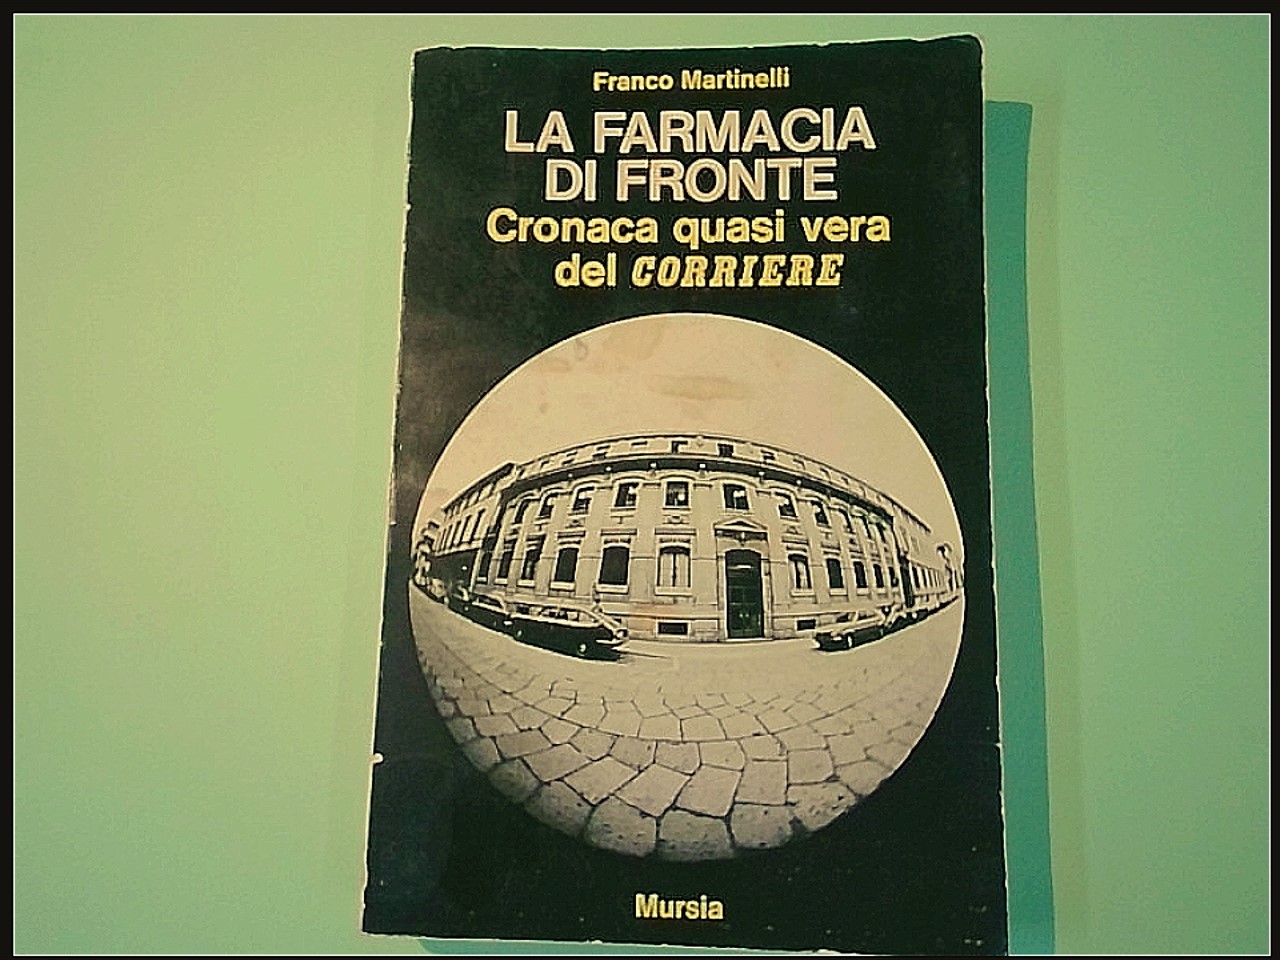 Franco Martinelli
LA FARMACIA
DI FRONTE
Cronaca quasi vera
del CORRIERE
Mursia